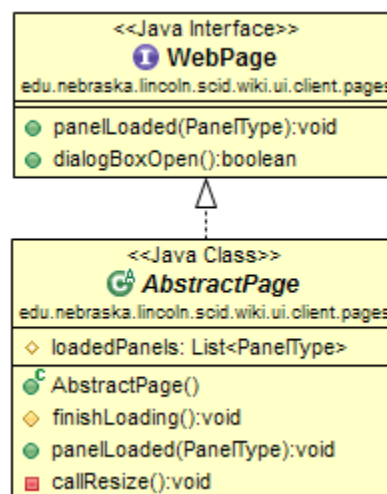 <<Java Interface>>
I WebPage
edu.nebraska.lincoln.scid.wiki.ui.client.pages
panelLoaded(PanelType):void
dialogBoxOpen():boolean
<<Java Class>>
C A AbstractPage
edu.nebraska.lincoln.scid.wiki.ui.client.pages
loadedPanels: List<PanelType>
C AbstractPage()
finishLoading():void
panelLoaded(PanelType):void
callResize():void